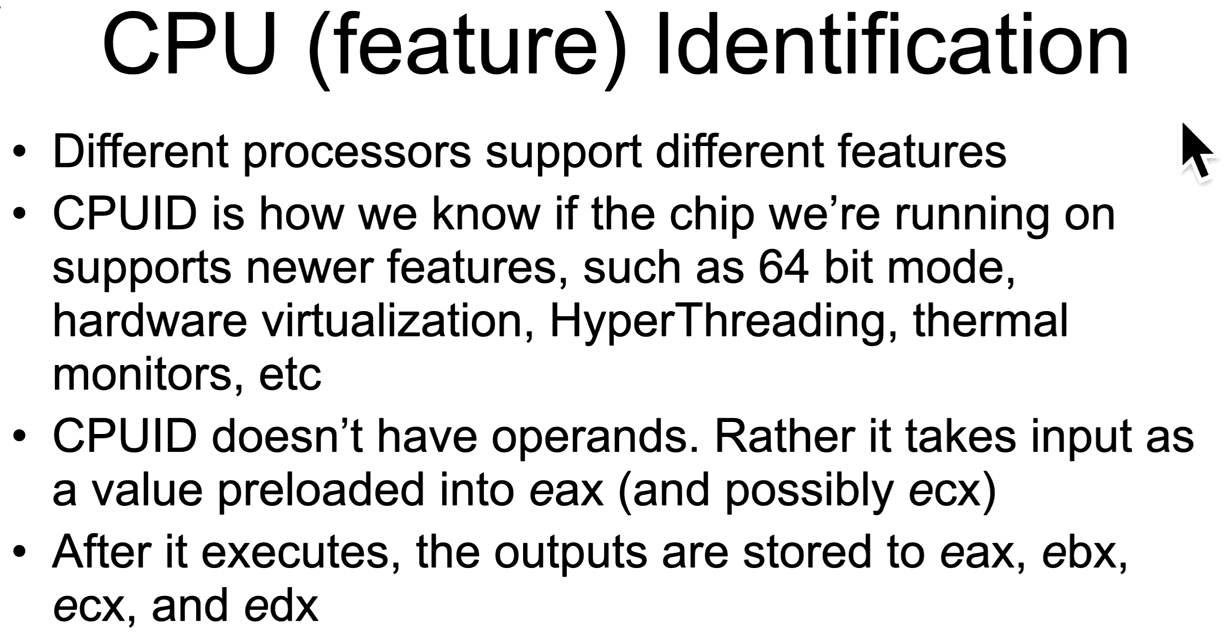 CPU (feature) Identification
• Different processors support different features
• CPUID is how we know if the chip we’re running on
supports newer features, such as 64 bit mode,
hardware virtualization, HyperThreading, thermal
monitors, etc
• CPUID doesn’t have operands. Rather it takes input as
a value preloaded into eax (and possibly ecx)
• After it executes, the outputs are stored to eax, ebx,
ecx, and edx